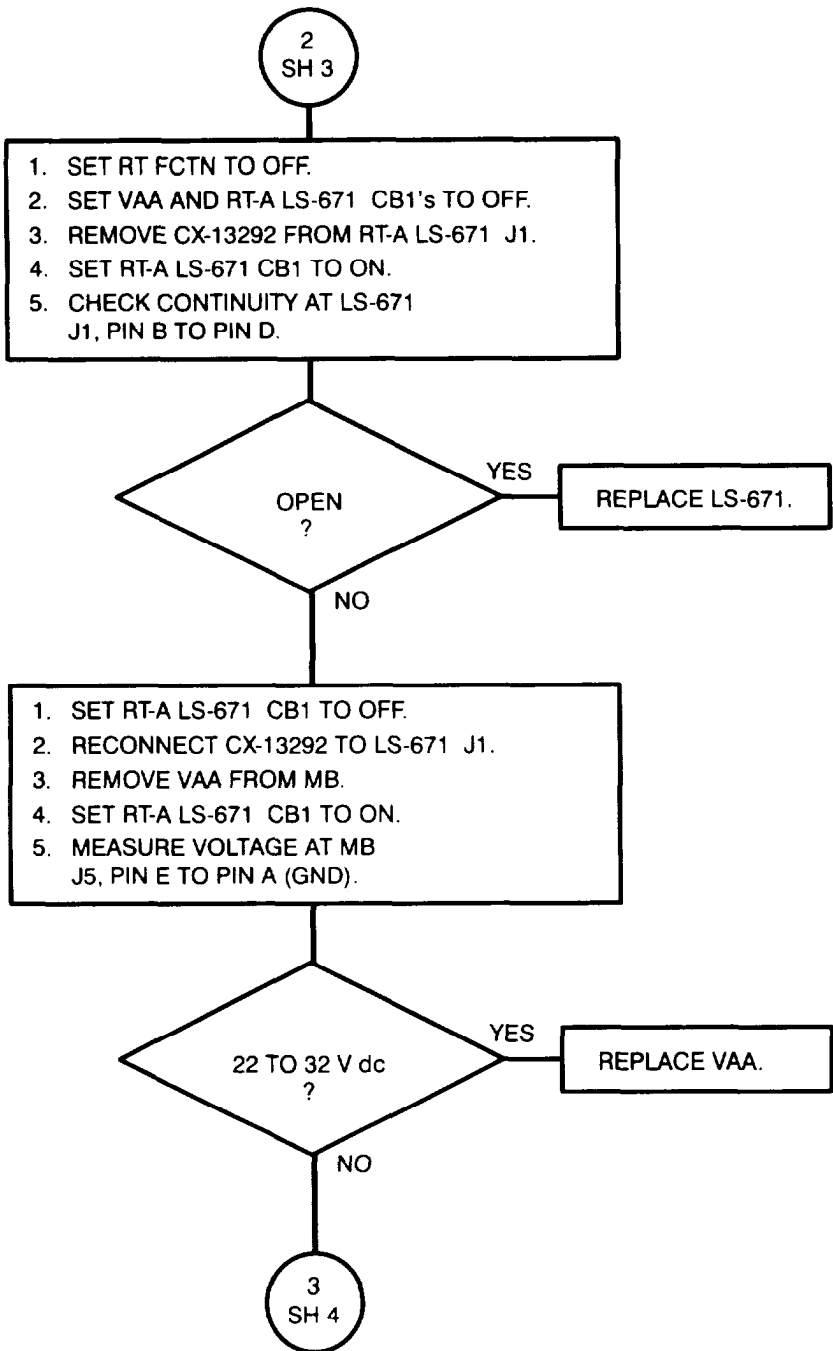 2
SH 3
1. SET RT FCTN TO OFF.
2. SET VAA AND RT-A LS-671 CB1's TO OFF.
3. REMOVE CX-13292 FROM RT-A LS-671 J1.
4. SET RT-A LS-671 CB1 TO ON.
5. CHECK CONTINUITY AT LS-671
J1, PIN B TO PIN D.
OPEN
?
YES
REPLACE LS-671.
NO
1. SET RT-A LS-671 CB1 TO OFF.
2. RECONNECT CX-13292 TO LS-671 J1.
3. REMOVE VAA FROM MB.
4. SET RT-A LS-671 CB1 TO ON.
5. MEASURE VOLTAGE AT MB
J5, PIN E TO PIN A (GND).
22 TO 32 V dc
?
YES
REPLACE VAA.
NO
3
SH 4